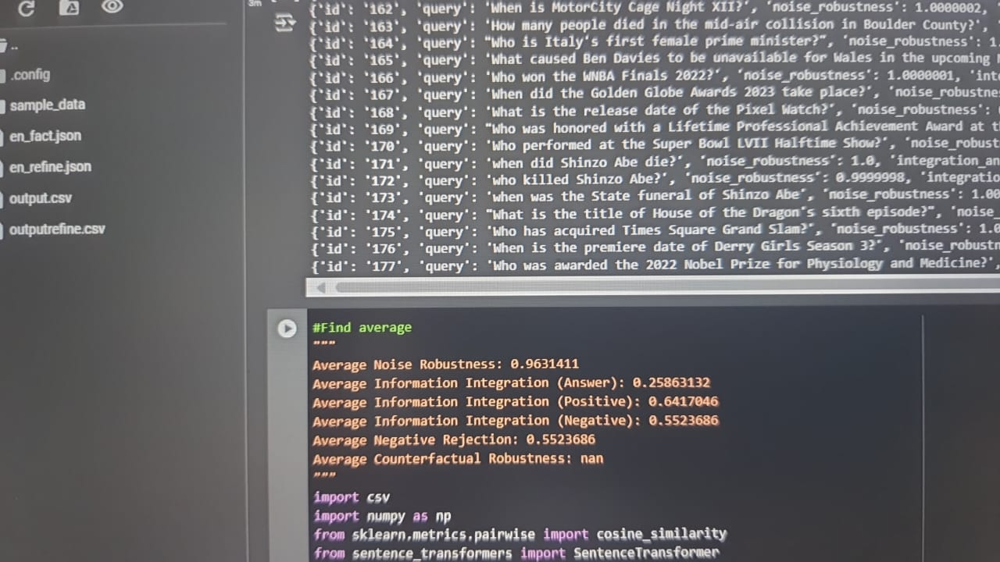 ..
.config
sample_data
en_fact.json
en_refine.json
output.csv
outputrefine.csv
3m
{'id': '162', 'query': 'When is MotorCity Cage Night XII?', 'noise_robustness': 1.0000002,
{'id': '163', 'query': 'How many people died in the mid-air collision in Boulder County?',
{'id': '164', 'query': "Who is Italy's first female prime minister?", 'noise_robustness': 1.
{'id': '165', 'query': 'What caused Ben Davies to be unavailable for Wales in the upcoming
{'id': '166', 'query': 'Who won the WNBA Finals 2022?', 'noise_robustness': 1.0000001, 'int
{'id': '167', 'query': 'When did the Golden Globe Awards 2023 take place?', 'noise_robustne
{'id': '168', 'query': 'What is the release date of the Pixel Watch?', 'noise_robustness':
{'id': '169', 'query': "Who was honored with a Lifetime Professional Achievement Award at
{'id': '170', 'query': 'Who performed at the Super Bowl LVII Halftime Show?', 'noise_robust
{'id': '171', 'query': 'when did Shinzo Abe die?', 'noise_robustness': 1.0, 'integration_an
{'id': '172', 'query': 'who killed Shinzo Abe?', 'noise_robustness': 0.9999998, 'integratio
{'id': '173', 'query': 'when was the State funeral of Shinzo Abe', 'noise_robustness': 1.00
{'id': '174', 'query': "What is the title of House of the Dragon's sixth episode?", 'noise
{'id': '175', 'query': 'Who has acquired Times Square Grand Slam?', 'noise_robustness': 1.0
{'id': '176', 'query': 'When is the premiere date of Derry Girls Season 3?', 'noise_robustn
{'id': '177', 'query': 'Who was awarded the 2022 Nobel Prize for Physiology and Medicine?',
#Find average
"""
Average Noise Robustness: 0.9631411
Average Information Integration (Answer): 0.25863132
Average Information Integration (Positive): 0.6417046
Average Information Integration (Negative): 0.5523686
Average Negative Rejection: 0.5523686
Average Counterfactual Robustness: nan
"""
import csv
import numpy as np
from sklearn.metrics.pairwise import cosine_similarity
from sentence_transformers import SentenceTransformer